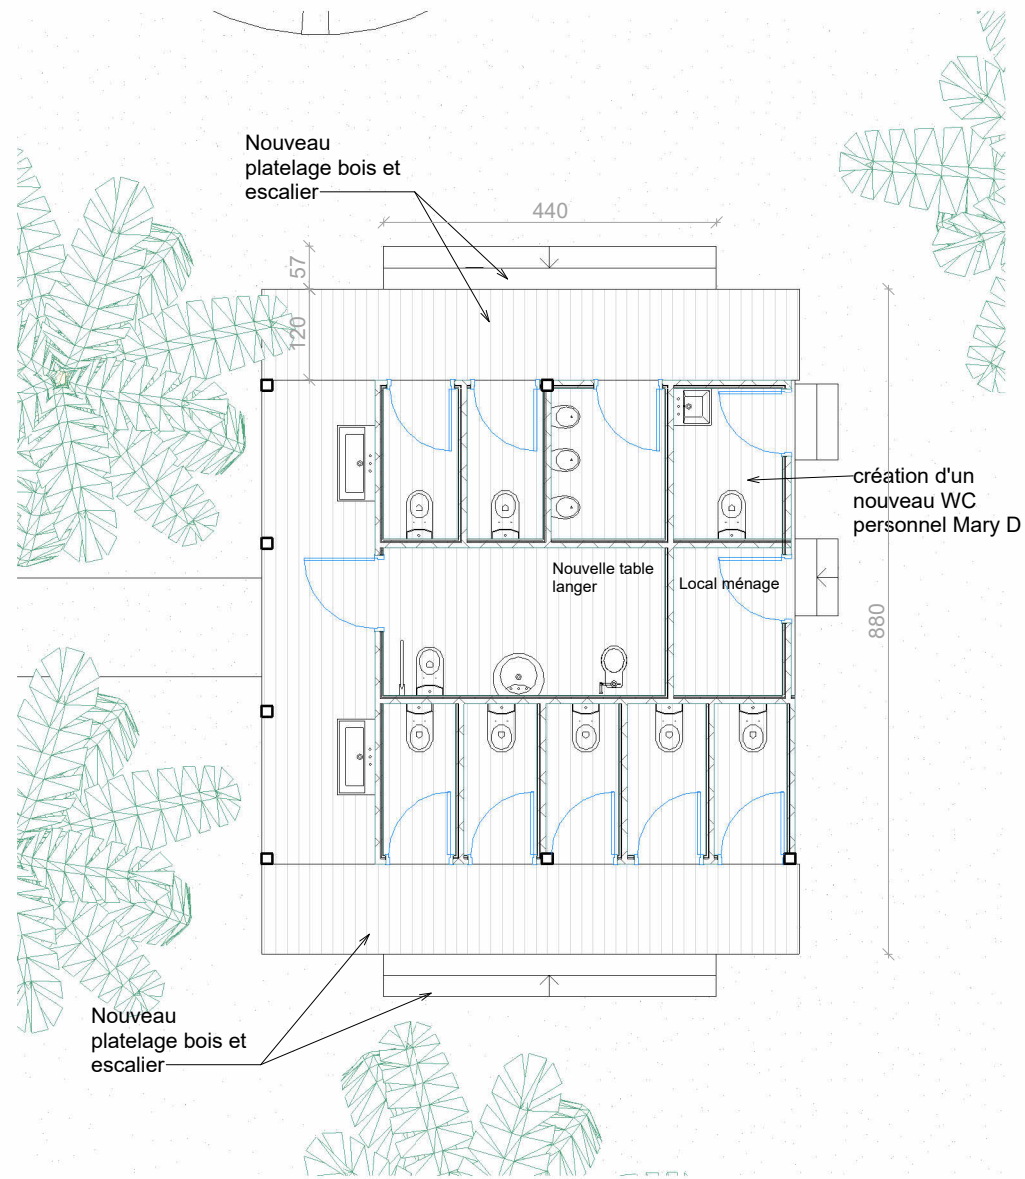 Nouveau
platelage bois et
escalier
440
57
120
création d'un
nouveau WC
personnel Mary D
Nouvelle table
langer
Local ménage
880
Nouveau
platelage bois et
escalier